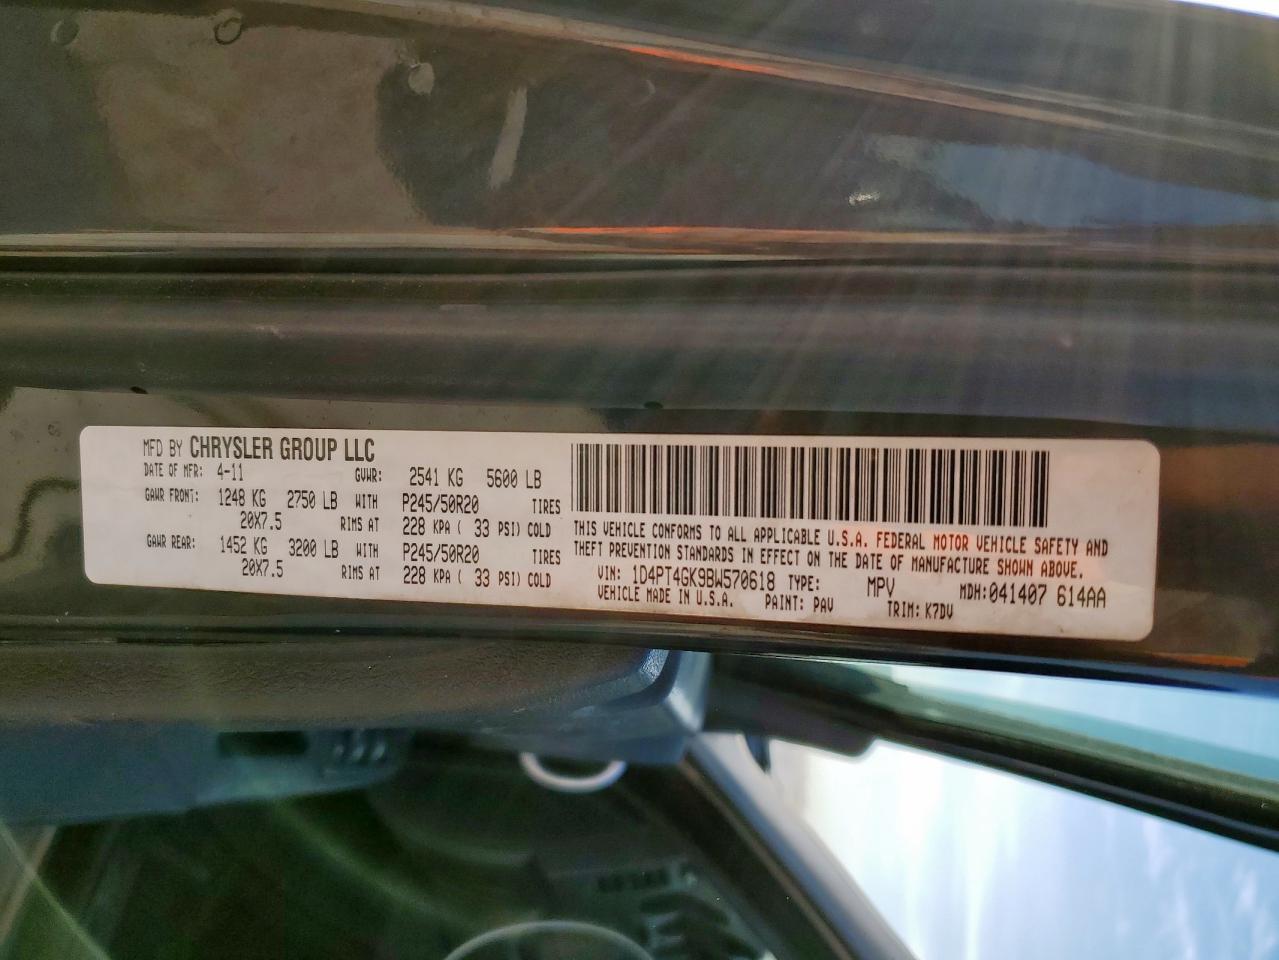 MFD BY CHRYSLER GROUP LLC
DATE OF MFR: 4-11 GVWR: 2541 KG 5600 LB
GAWR FRONT: 1248 KG 2750 LB WITH P245/50R20 TIRES
20X7.5 RIMS AT 228 KPA ( 33 PSI) COLD
GAWR REAR: 1452 KG 3200 LB WITH P245/50R20 TIRES
20X7.5 RIMS AT 228 KPA ( 33 PSI) COLD
THIS VEHICLE CONFORMS TO ALL APPLICABLE U.S.A. FEDERAL MOTOR VEHICLE SAFETY AND
THEFT PREVENTION STANDARDS IN EFFECT ON THE DATE OF MANUFACTURE SHOWN ABOVE.
VIN: 1D4PT4GK9BW570618 TYPE: MPV MDH:041407 614AA
VEHICLE MADE IN U.S.A. PAINT: PAV TRIM: K7DV